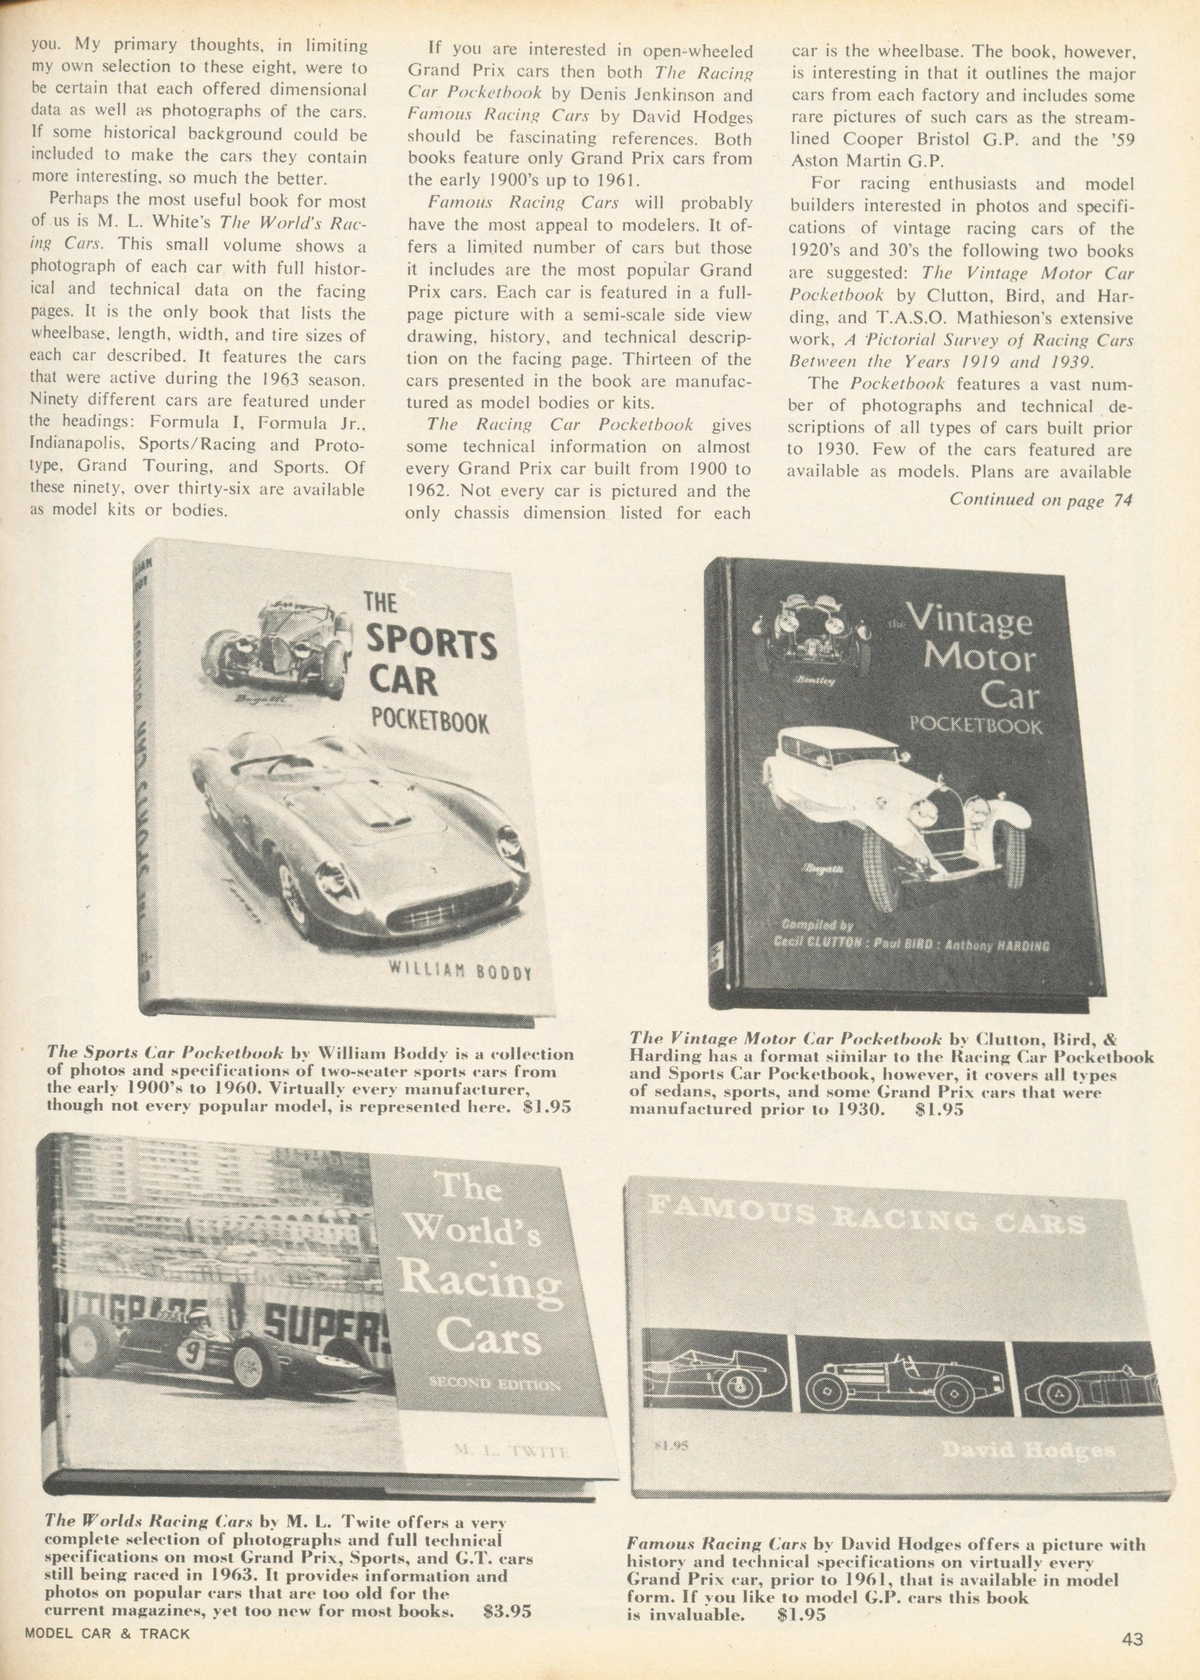 you. My primary thoughts, in limiting
my own selection to these eight, were to
be certain that each offered dimensional
data as well as photographs of the cars.
If some historical background could be
included to make the cars they contain
more interesting, so much the better.
Perhaps the most useful book for most
of us is M. L. White's The World's Rac-
ing Cars. This small volume shows a
photograph of each car with full histor-
ical and technical data on the facing
pages. It is the only book that lists the
wheelbase, length, width, and tire sizes of
each car described. It features the cars
that were active during the 1963 season.
Ninety different cars are featured under
the headings: Formula I, Formula Jr.,
Indianapolis, Sports/Racing and Proto-
type, Grand Touring, and Sports. Of
these ninety, over thirty-six are available
as model kits or bodies.
If you are interested in open-wheeled
Grand Prix cars then both The Racing
Car Pocketbook by Denis Jenkinson and
Famous Racing Cars by David Hodges
should be fascinating references. Both
books feature only Grand Prix cars from
the early 1900's up to 1961.
Famous Racing Cars will probably
have the most appeal to modelers. It of-
fers a limited number of cars but those
it includes are the most popular Grand
Prix cars. Each car is featured in a full-
page picture with a semi-scale side view
drawing, history, and technical descrip-
tion on the facing page. Thirteen of the
cars presented in the book are manufac-
tured as model bodies or kits.
The Racing Car Pocketbook gives
some technical information on almost
every Grand Prix car built from 1900 to
1962. Not every car is pictured and the
only chassis dimension listed for each
car is the wheelbase. The book, however,
is interesting in that it outlines the major
cars from each factory and includes some
rare pictures of such cars as the stream-
lined Cooper Bristol G.P. and the '59
Aston Martin G.P.
For racing enthusiasts and model
builders interested in photos and specifi-
cations of vintage racing cars of the
1920's and 30's the following two books
are suggested: The Vintage Motor Car
Pocketbook by Clutton, Bird, and Har-
ding, and T.A.S.O. Mathieson's extensive
work, A Pictorial Survey of Racing Cars
Between the Years 1919 and 1939.
The Pocketbook features a vast num-
ber of photographs and technical de-
scriptions of all types of cars built prior
to 1930. Few of the cars featured are
available as models. Plans are available
Continued on page 74
THE
SPORTS
CAR
POCKETBOOK
Bugatti
Ferrari
WILLIAM BODDY
THE SPORTS CAR
the Vintage
Motor
Car
POCKETBOOK
Bentley
Bugatti
Compiled by
Cecil CLUTTON : Paul BIRD : Anthony HARDING
The Sports Car Pocketbook by William Boddy is a collection
of photos and specifications of two-seater sports cars from
the early 1900's to 1960. Virtually every manufacturer,
though not every popular model, is represented here. $1.95
The Vintage Motor Car Pocketbook by Clutton, Bird, &
Harding has a format similar to the Racing Car Pocketbook
and Sports Car Pocketbook, however, it covers all types
of sedans, sports, and some Grand Prix cars that were
manufactured prior to 1930. $1.95
The
World's
Racing
Cars
SECOND EDITION
M. L. TWITE
SUPER
9
FAMOUS RACING CARS
$1.95
David Hodges
The Worlds Racing Cars by M. L. Twite offers a very
complete selection of photographs and full technical
specifications on most Grand Prix, Sports, and G.T. cars
still being raced in 1963. It provides information and
photos on popular cars that are too old for the
current magazines, yet too new for most books. $3.95
Famous Racing Cars by David Hodges offers a picture with
history and technical specifications on virtually every
Grand Prix car, prior to 1961, that is available in model
form. If you like to model G.P. cars this book
is invaluable. $1.95
MODEL CAR & TRACK
43